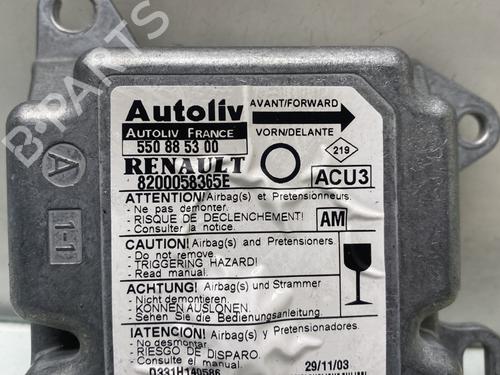 Autoliv
AVANT/FORWARD
AUTOLIV FRANCE
VORN/DELANTE
550 88 53 00
RENAULT
219
8200058365E
ACU3
ATTENTION! Airbag(s) et Pretensionneurs.
- Ne pas demonter.
- RISQUE DE DECLENCHEMENT!
- Consulter la notice.
AM
CAUTION! Airbag(s) and Pretensioners.
- Do not remove.
- TRIGGERING HAZARD!
- Read manual.
ACHTUNG! Airbag(s) und Strammer
- Nicht demontieren.
- KÖNNEN AUSLÖSEN.
- Sehen Sie die Bedienungsanleitung.
!ATENCION! Airbag(s) y Pretensionadores.
- No desmontar.
- RIESGO DE DISPARO.
- Consulte el manual.
D331H140586
29/11/03
A
1-1
B-PARTS